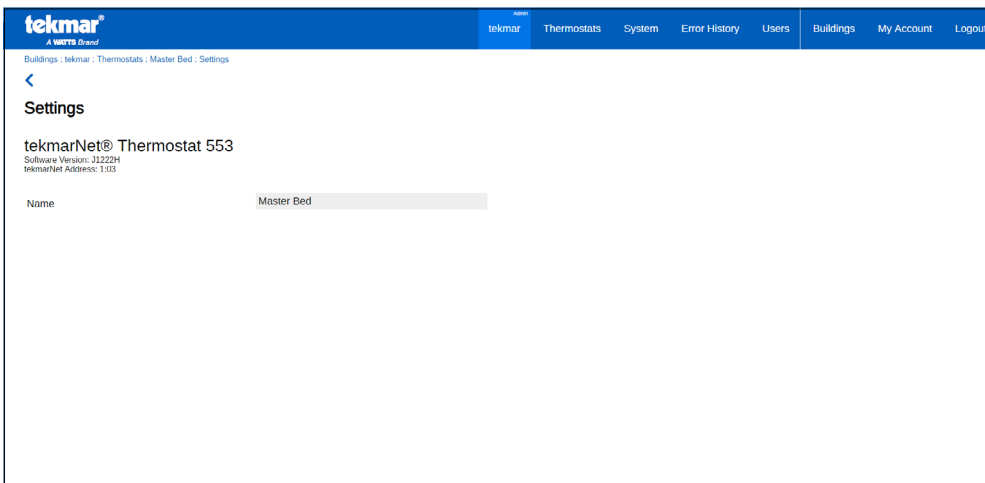 tekmar®
A WATTS Brand
Admin
tekmar Thermostats System Error History Users Buildings My Account Logout
Buildings : tekmar : Thermostats : Master Bed : Settings
Settings
tekmarNet® Thermostat 553
Software Version: J1222H
tekmarNet Address: 1:03
Name Master Bed